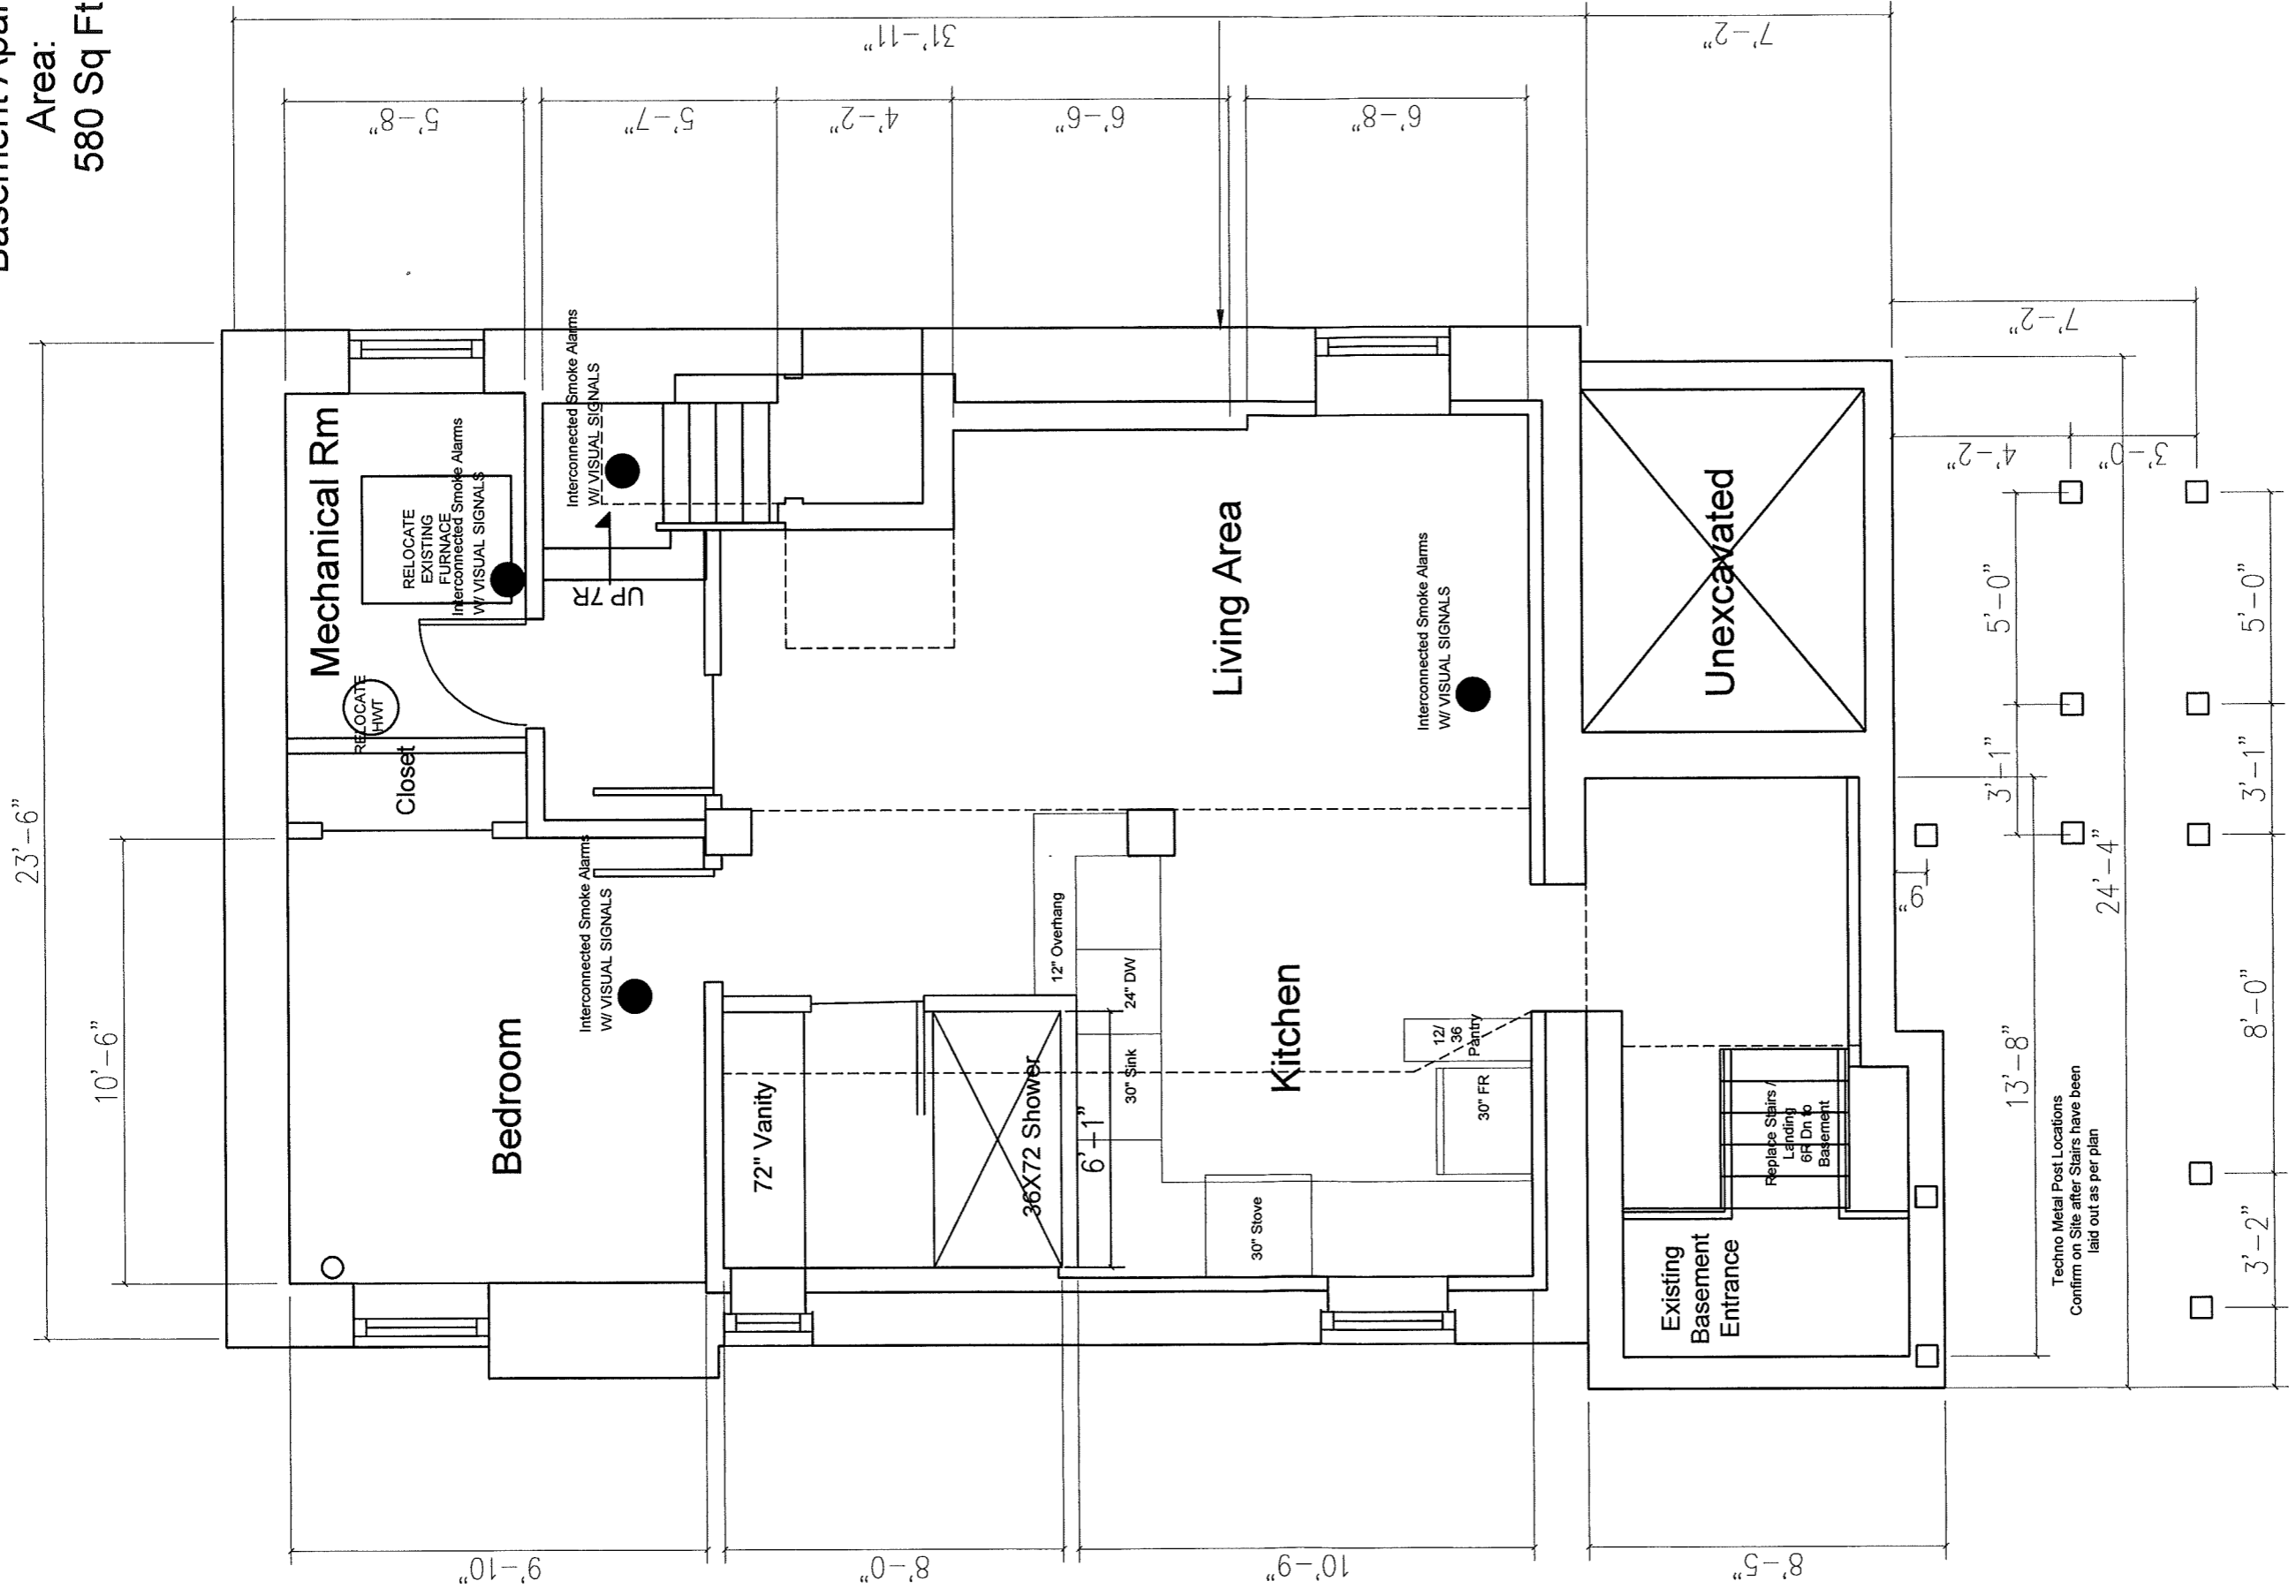 Area:
580 Sq Ft
23'-6"
10'-6"
31'-11"
7'-2"
5'-8"
5'-7"
4'-2"
6'-6"
6'-8"
7'-2"
4'-2"
3'-0"
Mechanical Rm
RELOCATE
EXISTING
FURNACE
Interconnected Smoke Alarms
W/ VISUAL SIGNALS
RELOCATE
HWT
Closet
Interconnected Smoke Alarms
W/ VISUAL SIGNALS
UP 7R
Living Area
Interconnected Smoke Alarms
W/ VISUAL SIGNALS
Unexcavated
Bedroom
Interconnected Smoke Alarms
W/ VISUAL SIGNALS
72" Vanity
36X72 Shower
6'-1"
12" Overhang
24" DW
30" Sink
Kitchen
12/
36
Pantry
30" FR
30" Stove
Replace Stairs /
Landing
6R Dn to
Basement
Existing
Basement
Entrance
Techno Metal Post Locations
Confirm on Site after Stairs have been
laid out as per plan
5'-0"
3'-1"
9"
24'-4"
13'-8"
5'-0"
3'-1"
8'-0"
3'-2"
9'-10"
8'-0"
10'-9"
8'-5"